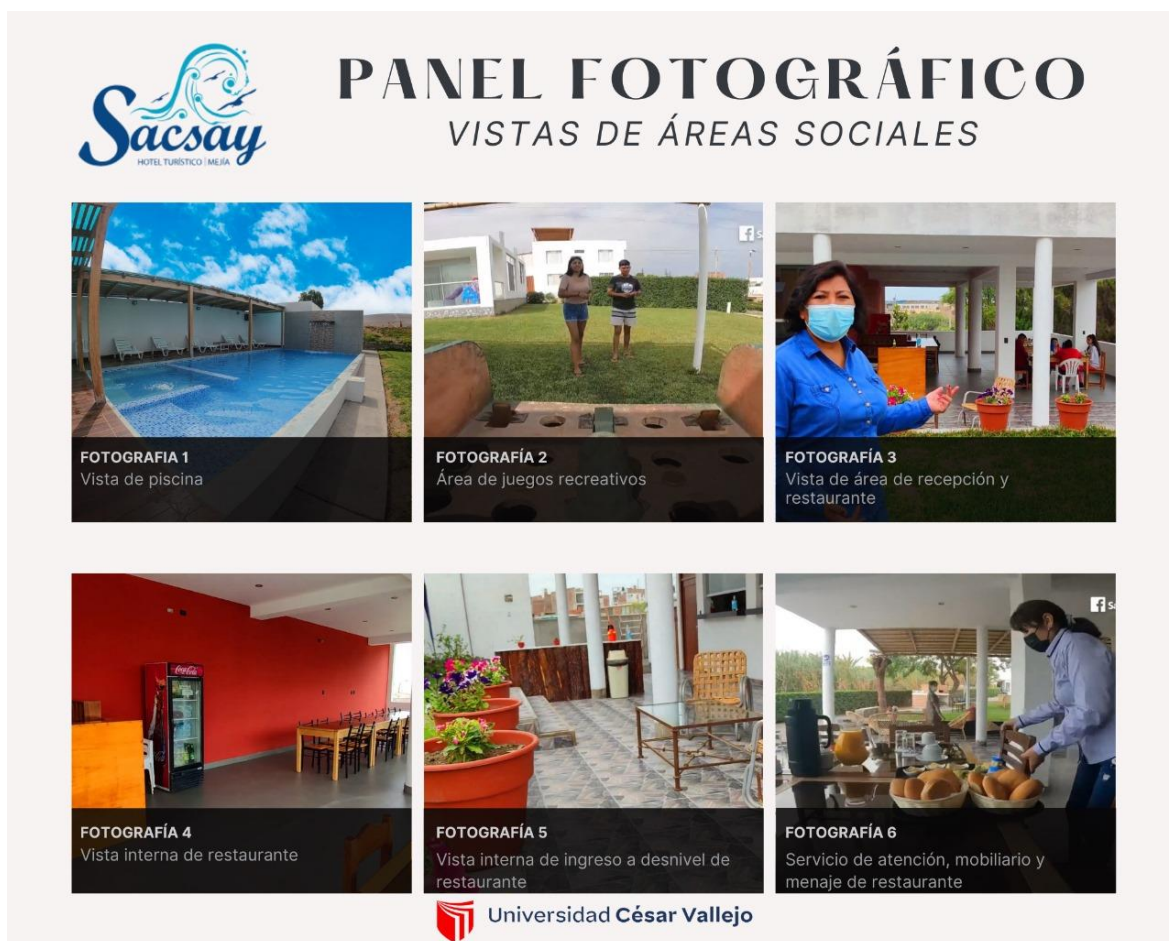 Sacsay
HOTEL TURÍSTICO | MEJÍA
PANEL FOTOGRÁFICO
VISTAS DE ÁREAS SOCIALES
FOTOGRAFIA 1
Vista de piscina
FOTOGRAFÍA 2
Área de juegos recreativos
FOTOGRAFÍA 3
Vista de área de recepción y
restaurante
Coca-Cola
FOTOGRAFÍA 4
Vista interna de restaurante
FOTOGRAFÍA 5
Vista interna de ingreso a desnivel de
restaurante
FOTOGRAFÍA 6
Servicio de atención, mobiliario y
menaje de restaurante
Universidad César Vallejo